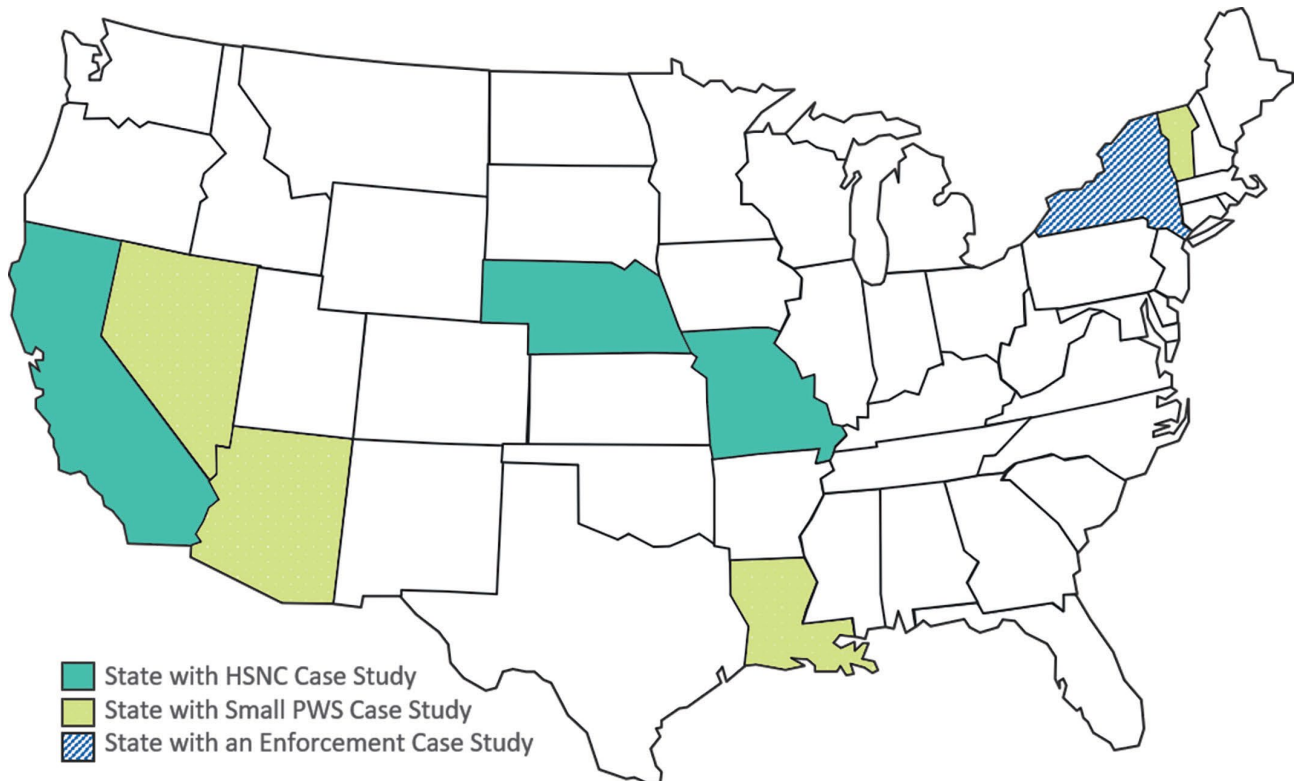 State with HSNC Case Study
State with Small PWS Case Study
State with an Enforcement Case Study